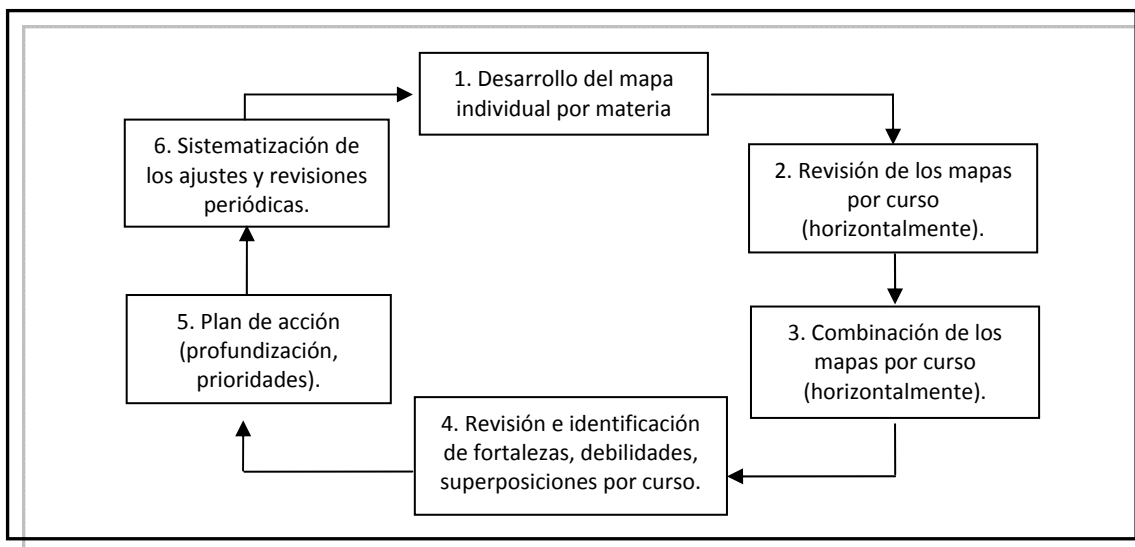 1. Desarrollo del mapa
individual por materia
2. Revisión de los mapas
por curso
(horizontalmente).
3. Combinación de los
mapas por curso
(horizontalmente).
4. Revisión e identificación
de fortalezas, debilidades,
superposiciones por curso.
5. Plan de acción
(profundización,
prioridades).
6. Sistematización de
los ajustes y revisiones
periódicas.